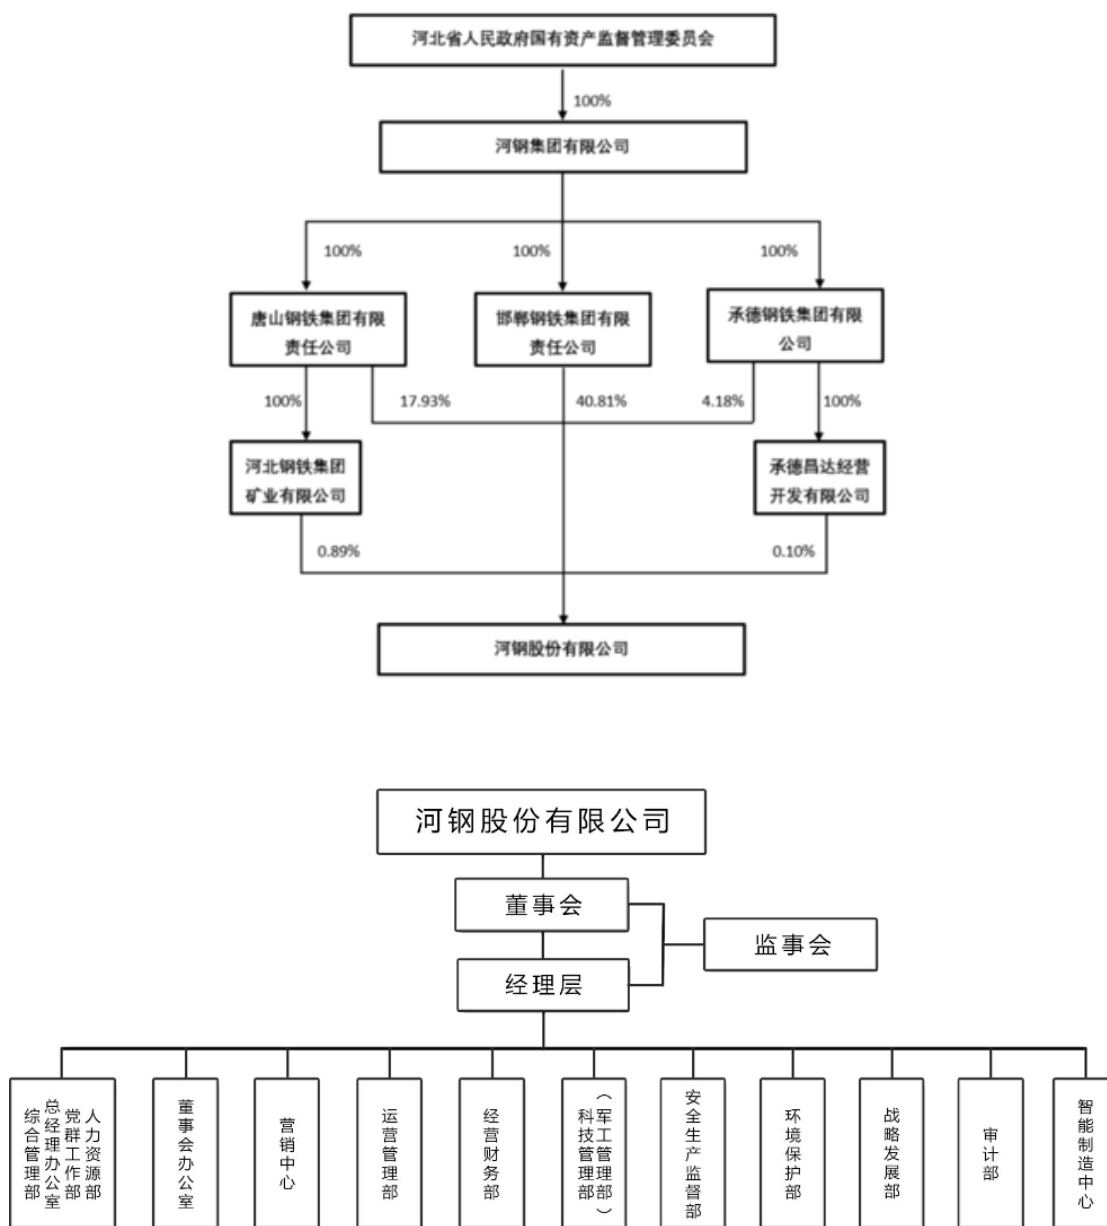 河北省人民政府国有资产监督管理委员会
100%
河钢集团有限公司
100%
100%
100%
唐山钢铁集团有限
责任公司
邯郸钢铁集团有限
责任公司
承德钢铁集团有限
公司
100%
17.93%
40.81%
4.18%
100%
河北钢铁集团
矿业有限公司
承德昌达经营
开发有限公司
0.89%
0.10%
河钢股份有限公司
河钢股份有限公司
董事会
监事会
经理层
人力资源部
党群工作部
总经理办公室
综合管理部
董事会办公室
营销中心
运营管理部
经营财务部
（军工管理部）
科技管理部
安全生产监督部
环境保护部
战略发展部
审计部
智能制造中心